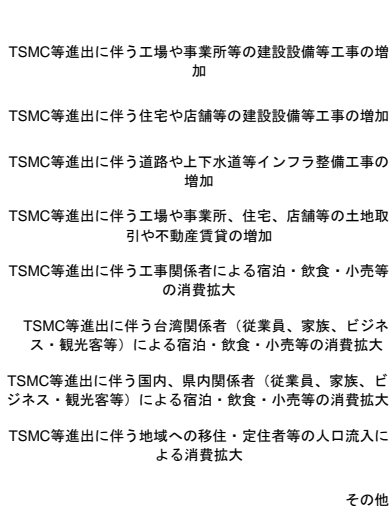 TSMC等進出に伴う工場や事業所等の建設設備等工事の増
加
TSMC等進出に伴う住宅や店舗等の建設設備等工事の増加
TSMC等進出に伴う道路や上下水道等インフラ整備工事の
増加
TSMC等進出に伴う工場や事業所、住宅、店舗等の土地取
引や不動産賃貸の増加
TSMC等進出に伴う工事関係者による宿泊・飲食・小売等
の消費拡大
TSMC等進出に伴う台湾関係者（従業員、家族、ビジネ
ス・観光客等）による宿泊・飲食・小売等の消費拡大
TSMC等進出に伴う国内、県内関係者（従業員、家族、ビ
ジネス・観光客等）による宿泊・飲食・小売等の消費拡大
TSMC等進出に伴う地域への移住・定住者等の人口流入に
よる消費拡大
その他